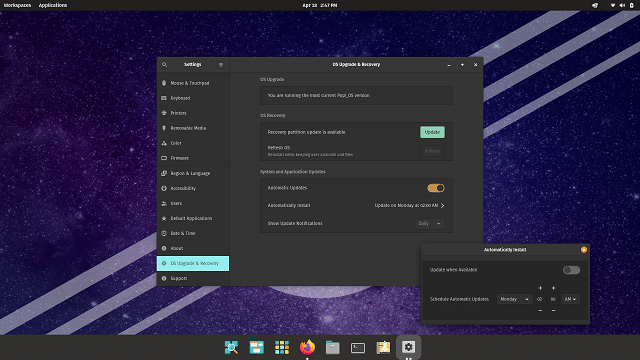 Workspaces Applications
Apr 28 2:47 PM
Settings
OS Upgrade & Recovery
Mouse & Touchpad
Keyboard
Printers
Removable Media
Color
Firmware
Region & Language
Accessibility
Users
Default Applications
Date & Time
About
OS Upgrade & Recovery
Support
OS Upgrade
You are running the most current Pop!_OS version
OS Recovery
Recovery partition update is available
Update
Refresh OS
Reinstall while keeping user accounts and files
System and Application Updates
Automatic Updates
Automatically Install
Update on Monday at 02:00 AM
Show Update Notifications
Daily
Automatically Install
Update when Available
Schedule Automatic Updates
Monday
02
00
AM